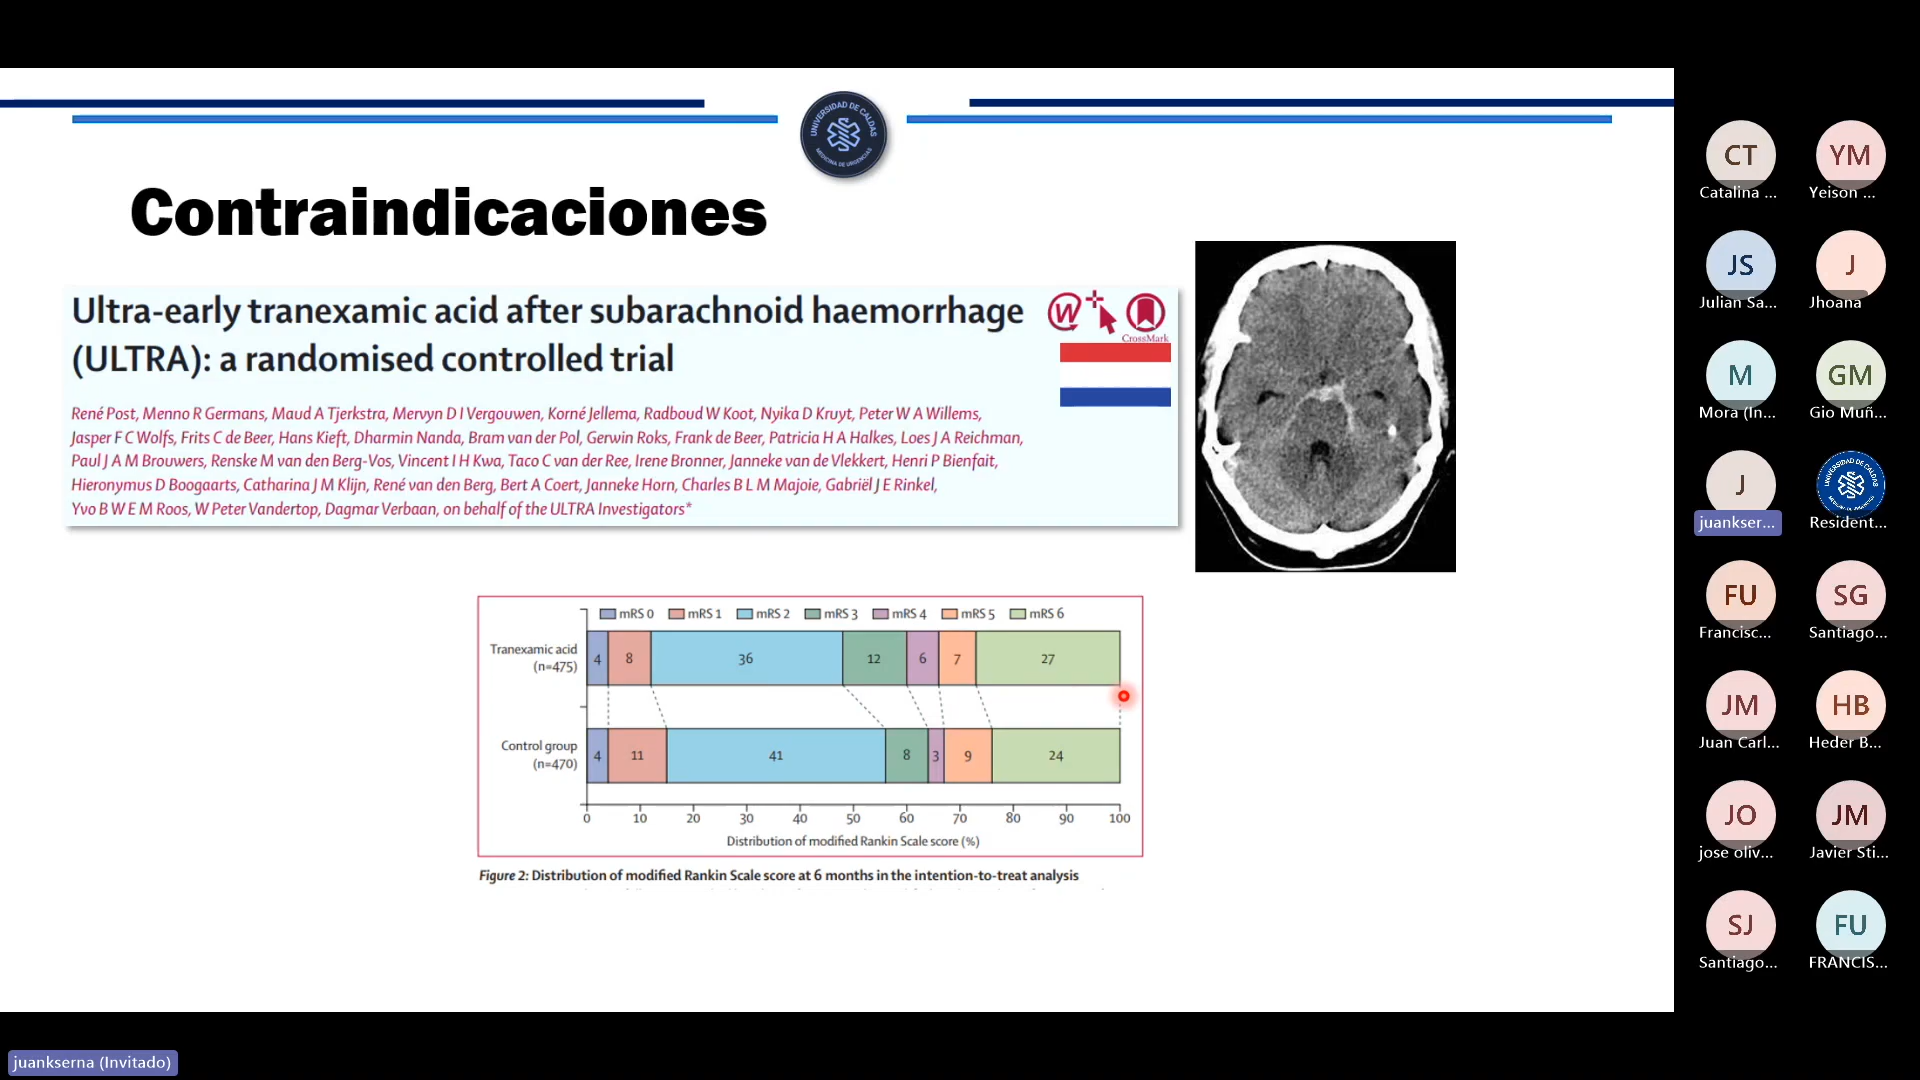 UNIVERSIDAD DE CALDAS
MEDICINA DE URGENCIAS
Contraindicaciones
Ultra-early tranexamic acid after subarachnoid haemorrhage
(ULTRA): a randomised controlled trial
CrossMark
René Post, Menno R Germans, Maud A Tjerkstra, Mervyn D I Vergouwen, Korné Jellema, Radboud W Koot, Nyika D Kruyt, Peter W A Willems,
Jasper F C Wolfs, Frits C de Beer, Hans Kieft, Dharmin Nanda, Bram van der Pol, Gerwin Roks, Frank de Beer, Patricia H A Halkes, Loes J A Reichman,
Paul J A M Brouwers, Renske M van den Berg-Vos, Vincent I H Kwa, Taco C van der Ree, Irene Bronner, Janneke van de Vlekkert, Henri P Bienfait,
Hieronymus D Boogaarts, Catharina J M Klijn, René van den Berg, Bert A Coert, Janneke Horn, Charles B L M Majoie, Gabriël J E Rinkel,
Yvo B W E M Roos, W Peter Vandertop, Dagmar Verbaan, on behalf of the ULTRA Investigators*
mRS 0 mRS 1 mRS 2 mRS 3 mRS 4 mRS 5 mRS 6
Tranexamic acid
(n=475)
4 8 36 12 6 7 27
Control group
(n=470)
4 11 41 8 3 9 24
0 10 20 30 40 50 60 70 80 90 100
Distribution of modified Rankin Scale score (%)
Figure 2: Distribution of modified Rankin Scale score at 6 months in the intention-to-treat analysis
CT YM
Catalina ... Yeison ...
JS J
Julian Sa... Jhoana
M GM
Mora (In... Gio Muñ...
J UNIVERSIDAD DE CALDAS
juankser... Resident...
FU SG
Francisc... Santiago...
JM HB
Juan Carl... Heder B...
JO JM
jose oliv... Javier Sti...
SJ FU
Santiago... FRANCIS...
juankserna (Invitado)